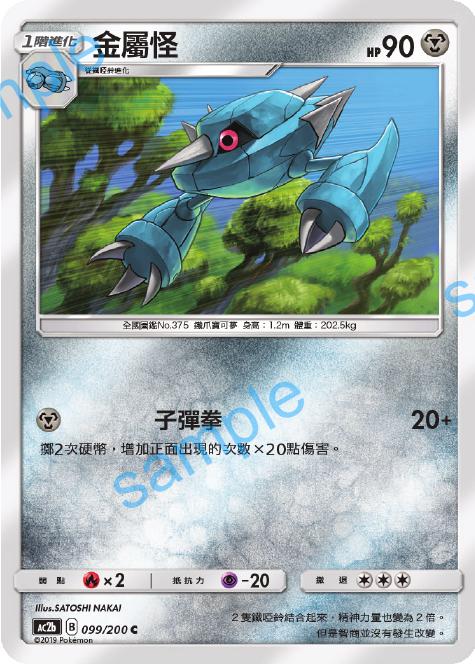 1階進化
金屬怪
HP90
從鐵啞鈴進化
全國圖鑑No.375 鐵爪寶可夢 身高：1.2m 體重：202.5kg
子彈拳 20+
擲2次硬幣，增加正面出現的次數×20點傷害。
sample
弱點 ×2 抵抗力 -20 撤退
Illus.SATOSHI NAKAI
AC2b B 099/200 C
©2019 Pokémon
2隻鐵啞鈴結合起來，精神力量也變為2倍。
但是智商並沒有發生改變。